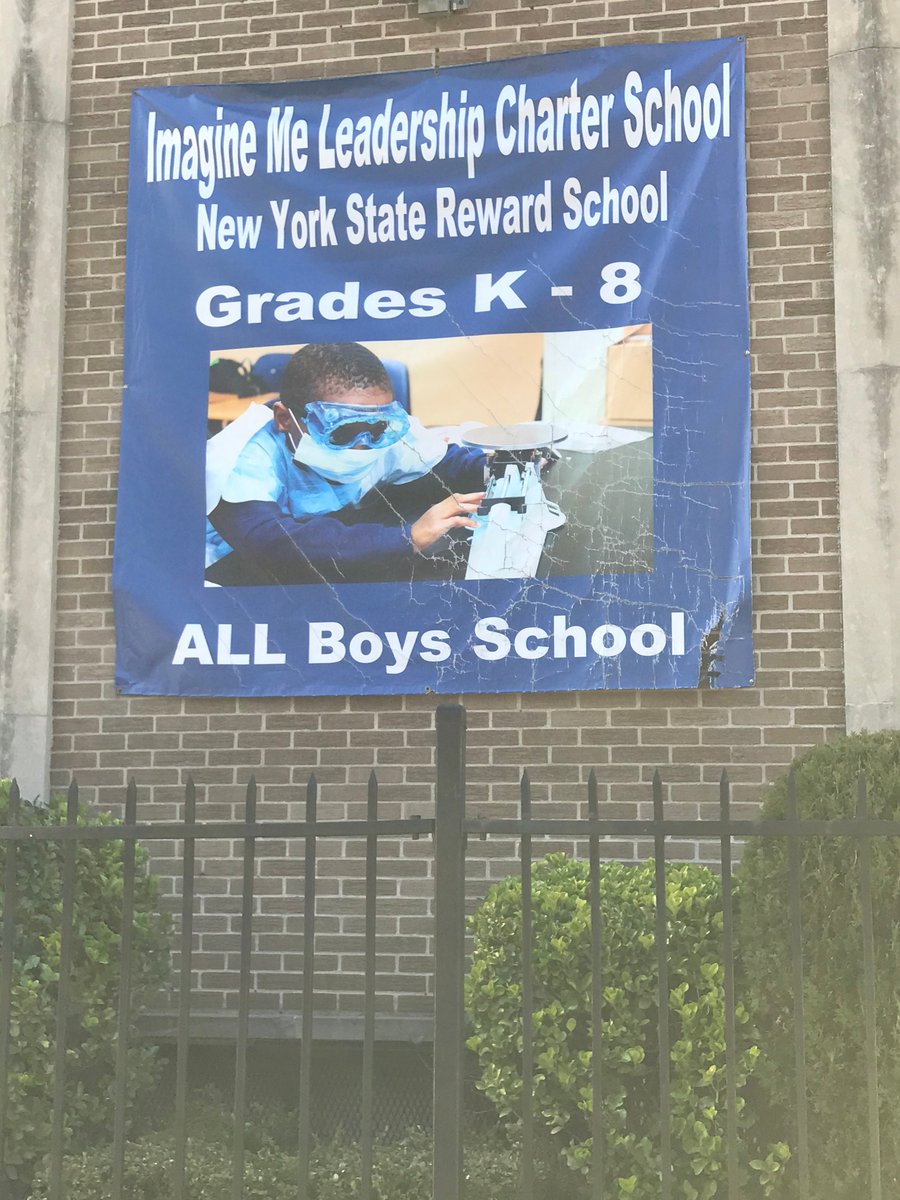 Imagine Me Leadership Charter School
New York State Reward School
Grades K - 8
ALL Boys School